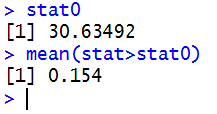 > stat0
[1] 30.63492
> mean(stat>stat0)
[1] 0.154
>